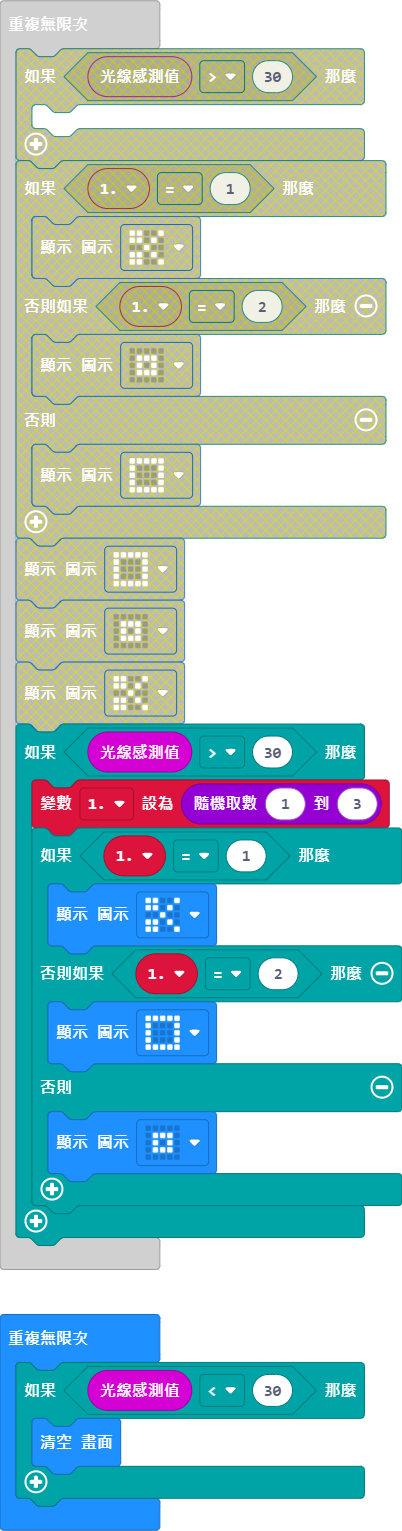 重複無限次
如果 光線感測值 > 30 那麼
如果 1. = 1 那麼
顯示 圖示
否則如果 1. = 2 那麼
顯示 圖示
否則
顯示 圖示
顯示 圖示
顯示 圖示
顯示 圖示
如果 光線感測值 > 30 那麼
變數 1. 設為 隨機取數 1 到 3
如果 1. = 1 那麼
顯示 圖示
否則如果 1. = 2 那麼
顯示 圖示
否則
顯示 圖示
重複無限次
如果 光線感測值 < 30 那麼
清空 畫面